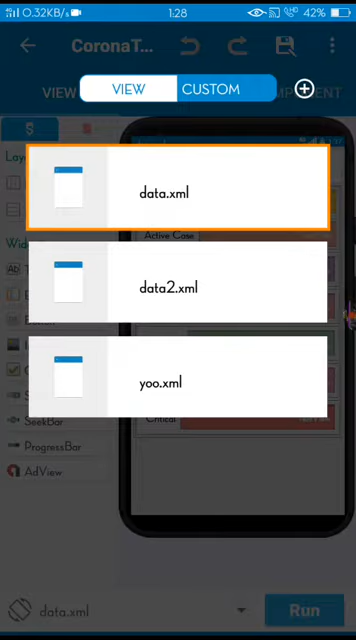 0.32KB/s 1:28 42%
CoronaT...
VIEW
VIEW CUSTOM
data.xml
Active Case
data2.xml
yoo.xml
Critical
SeekBar
ProgressBar
AdView
data.xml
Run